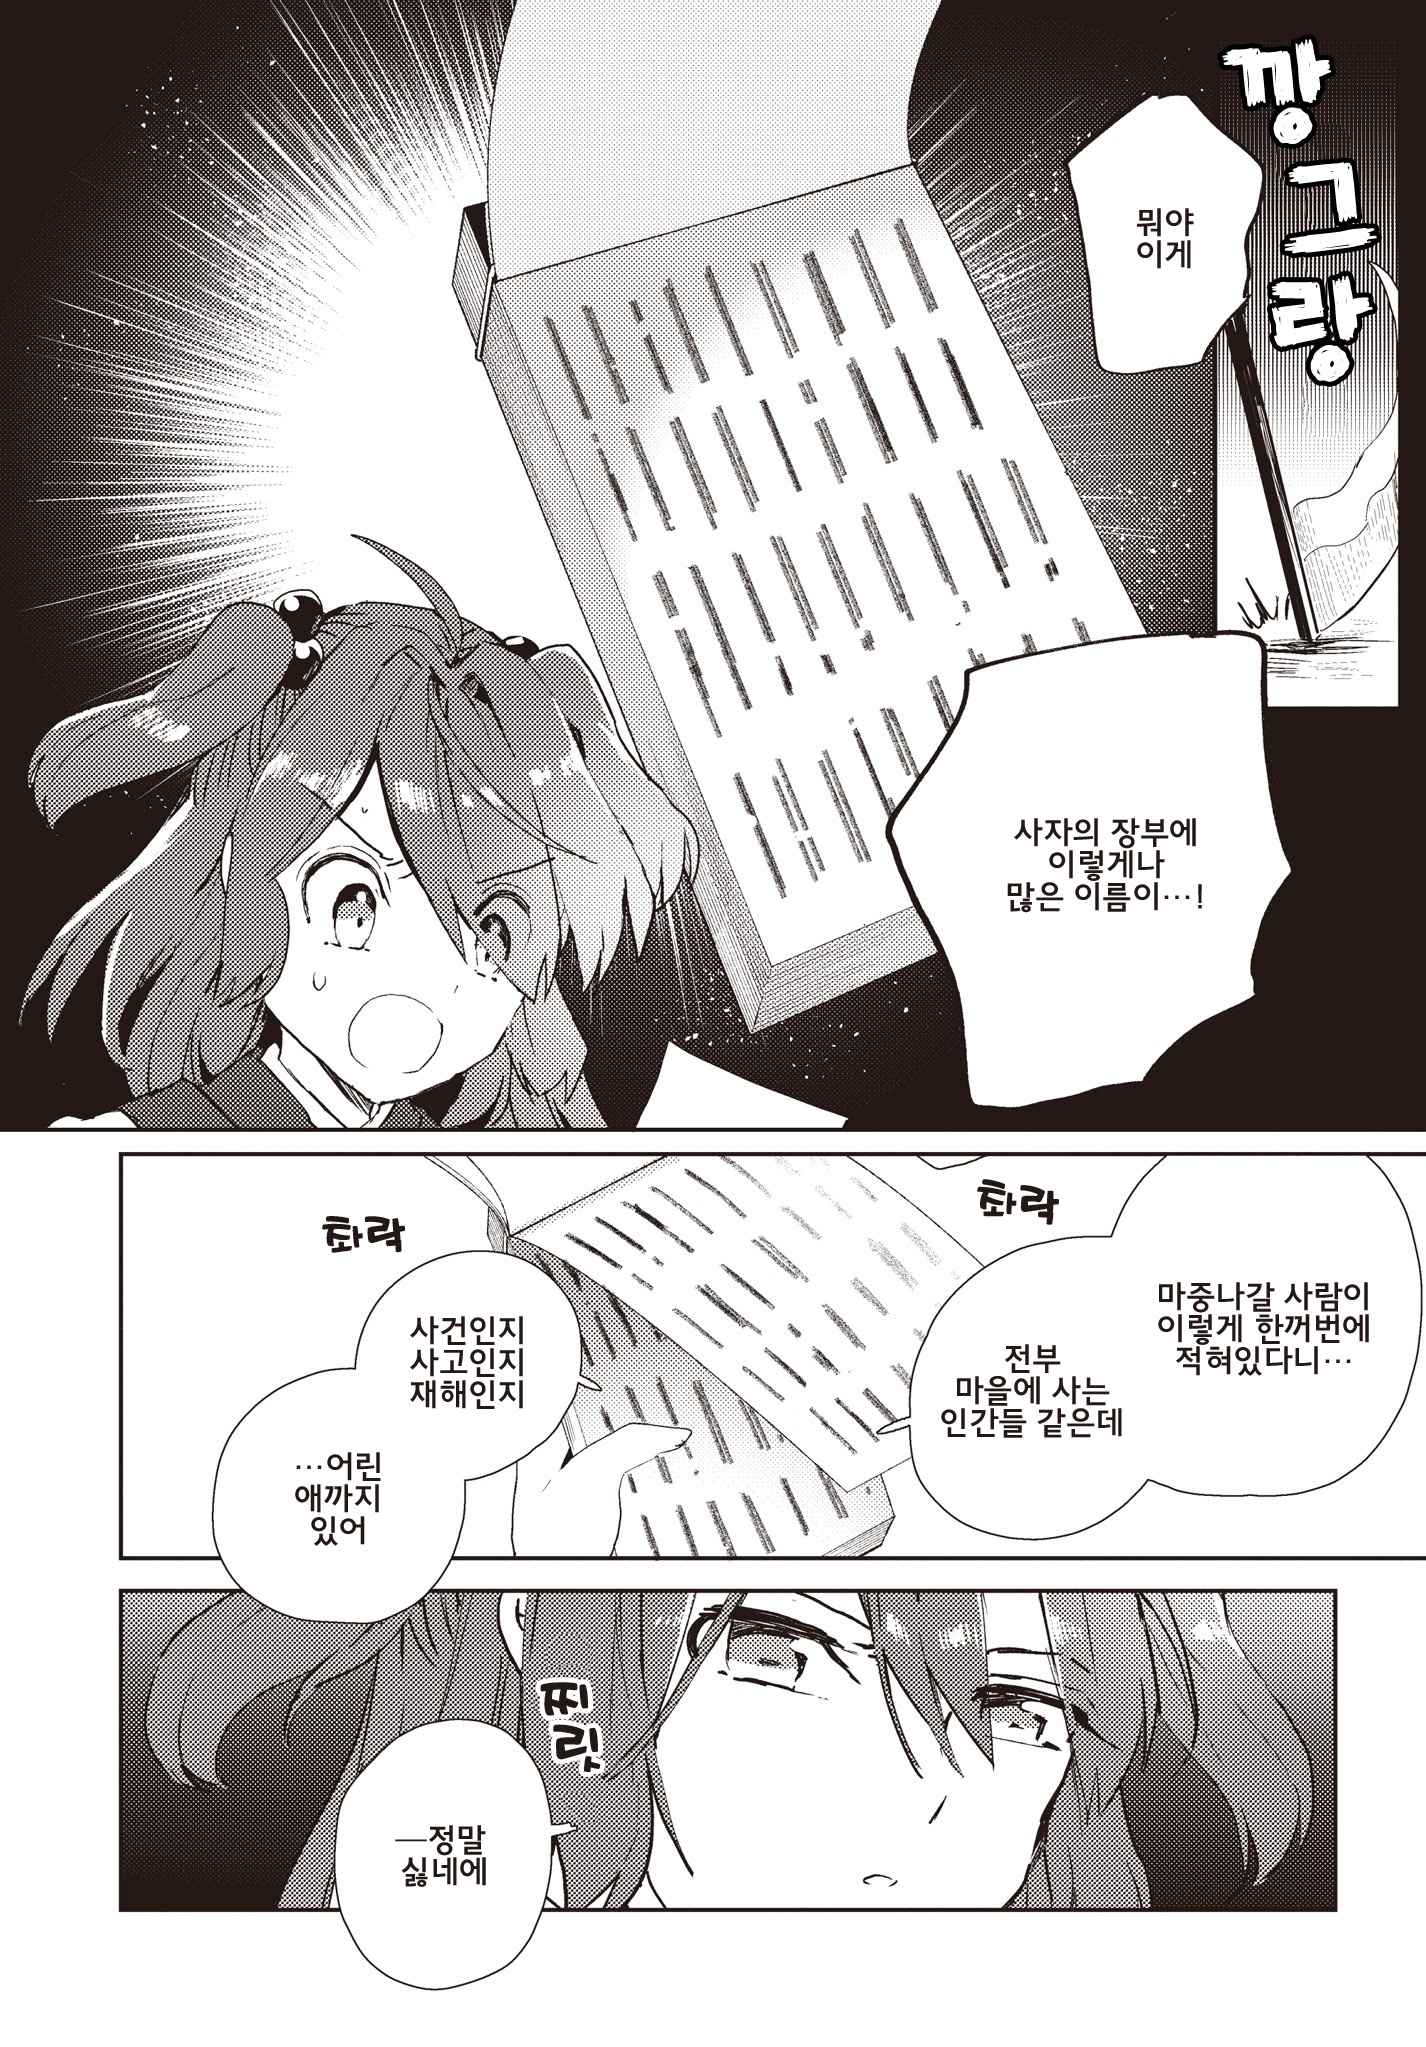 깡
그
랑
뭐야
이게
사자의 장부에
이렇게나
많은 이름이…!
마중나갈 사람이
이렇게 한꺼번에
적혀있다니…
전부
마을에 사는
인간들 같은데
촤락
촤락
사건인지
사고인지
재해인지
…어린
애까지
있어
찌
릿
—정말
싫네에